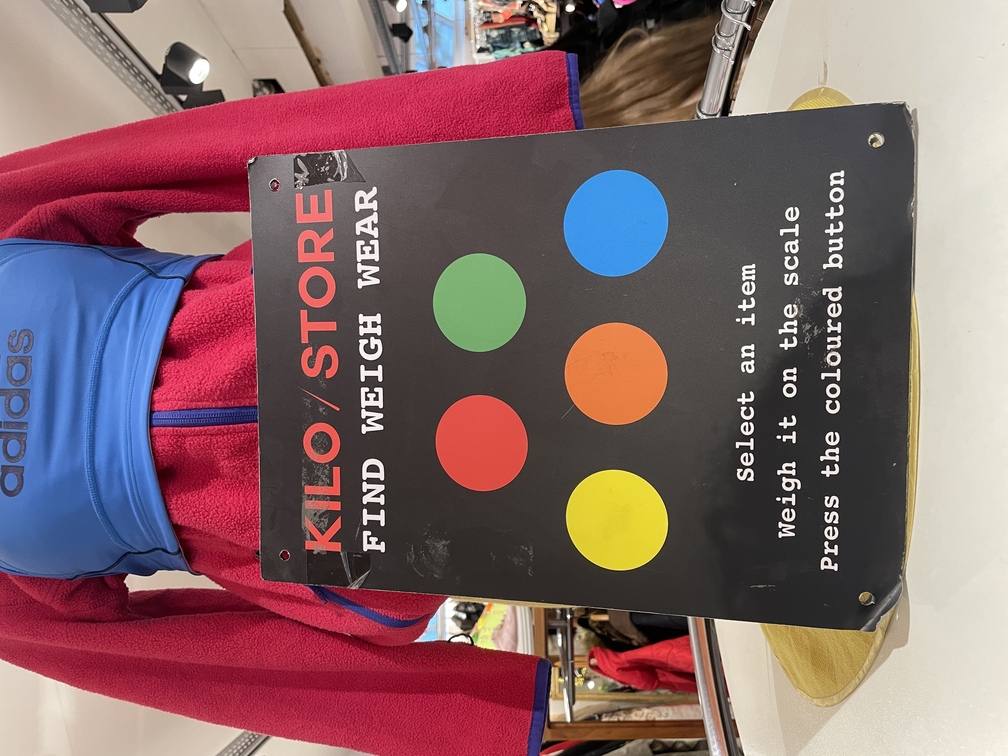 adidas
KILO / STORE
FIND WEIGH WEAR
Select an item
Weigh it on the scale
Press the coloured button